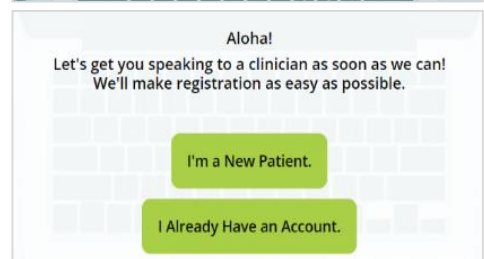 Aloha!
Let's get you speaking to a clinician as soon as we can!
We'll make registration as easy as possible.
I'm a New Patient.
I Already Have an Account.